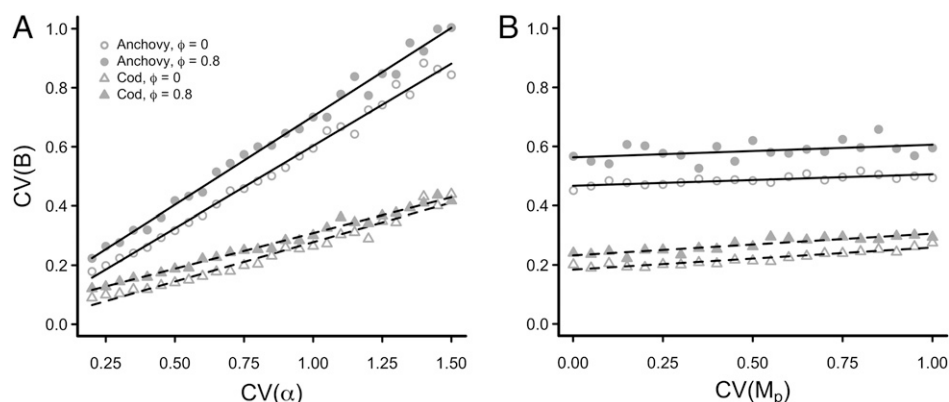 A
Anchovy, ϕ = 0
Anchovy, ϕ = 0.8
Cod, ϕ = 0
Cod, ϕ = 0.8
CV(B)
1.0
0.8
0.6
0.4
0.2
0.0
0.25 0.50 0.75 1.00 1.25 1.50
CV(α)
B
1.0
0.8
0.6
0.4
0.2
0.0
0.00 0.25 0.50 0.75 1.00
CV(Mp)